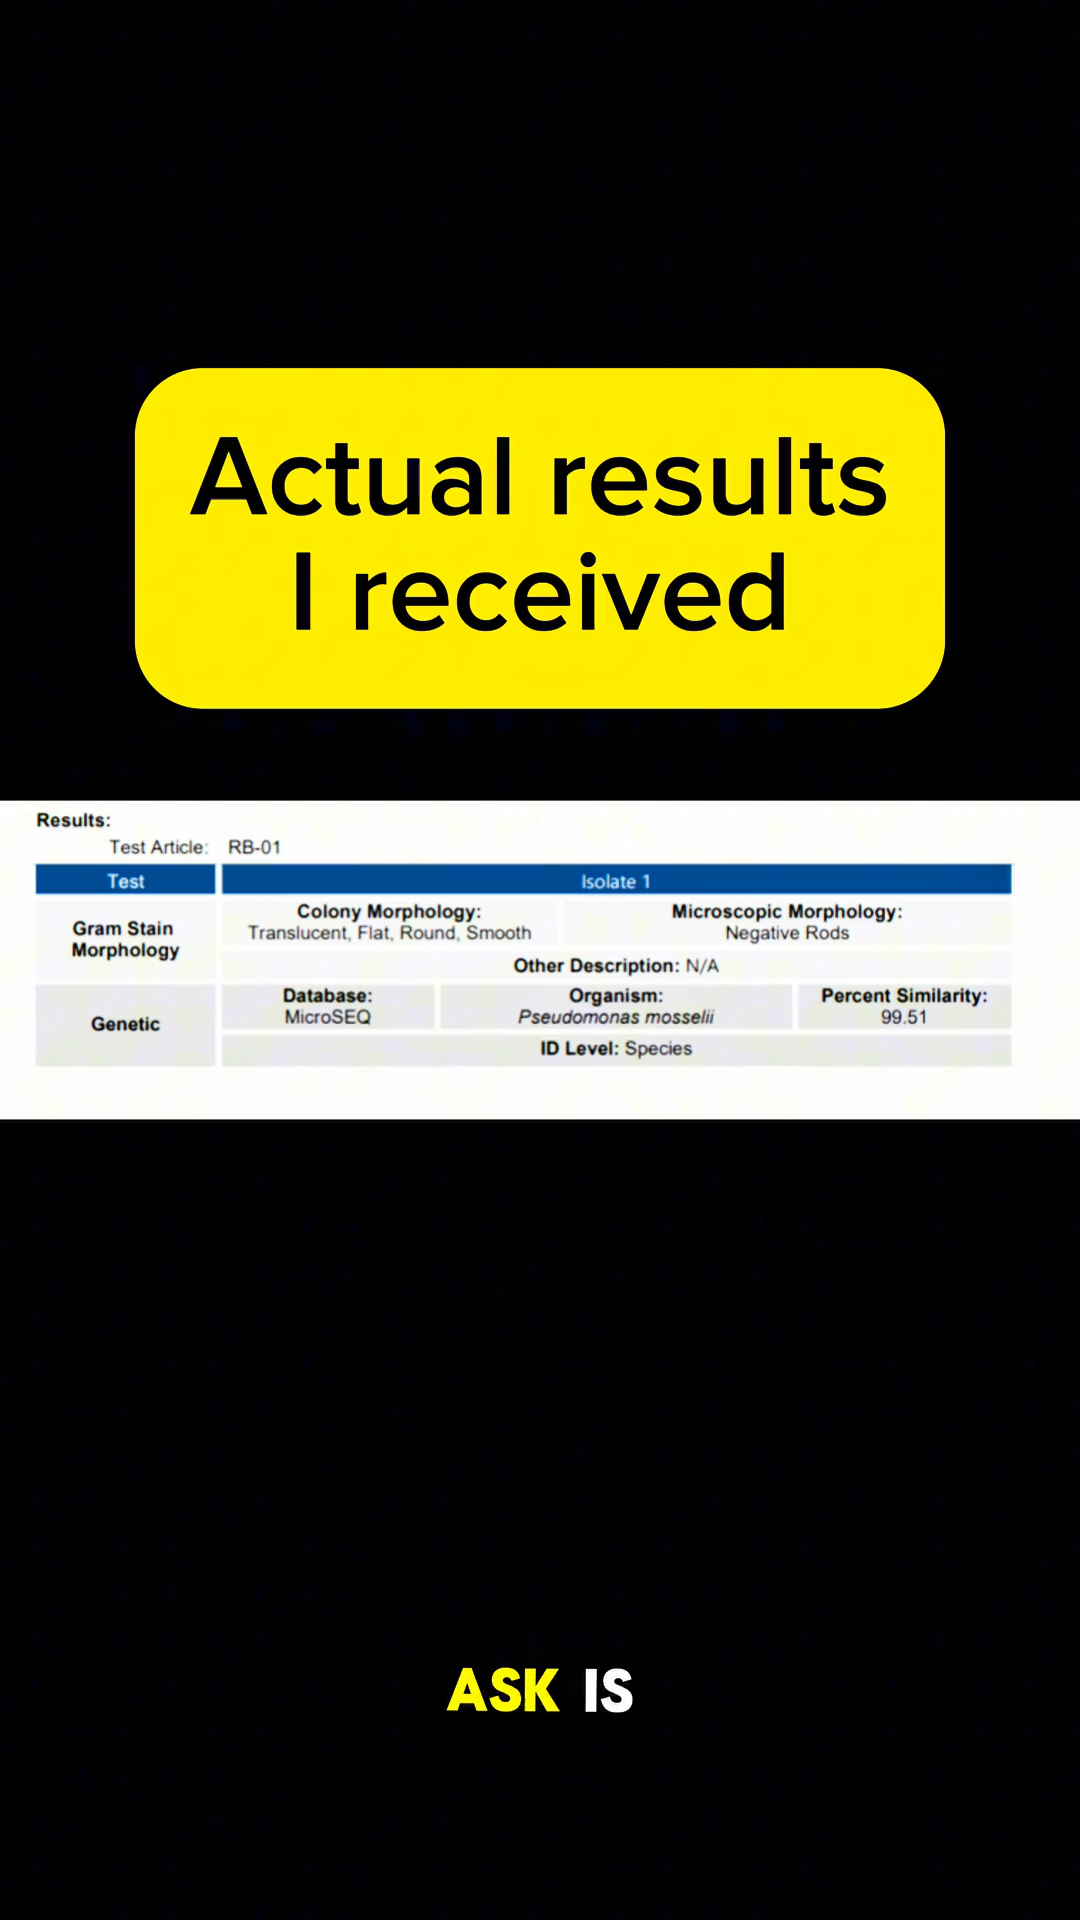 Actual results
I received
Results:
Test Article: RB-01
Test
Isolate 1
Gram Stain
Morphology
Colony Morphology:
Translucent, Flat, Round, Smooth
Microscopic Morphology:
Negative Rods
Other Description: N/A
Genetic
Database:
MicroSEQ
Organism:
Pseudomonas mosselii
Percent Similarity:
99.51
ID Level: Species
ASK IS